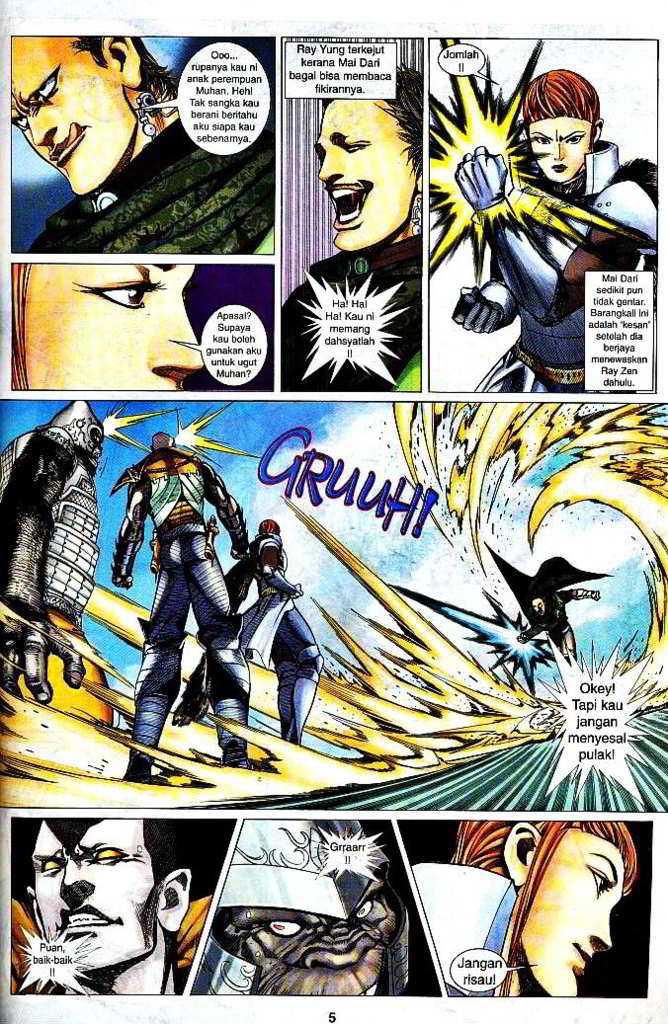 Ooo...
rupanya kau ni
anak perempuan
Muhan. Heh!
Tak sangka kau
berani bertahu
aku siapa kau
sebenarnya.
Apasal?
Supaya
kau boleh
gunakan aku
untuk ugut
Muhan?
Ray Yung terkejut
kerana Mai Dari
bagai bisa membaca
fikirannya.
Ha! Ha!
Ha! Kau ni
memang
dahsyatlah
!!
Jomlah
!!
Mai Dari
sedikit pun
tidak gentar.
Barangkali ini
adalah 'kesan'
setelah dia
berjaya
menewaskan
Ray Zen
dahulu.
GRUUH!
Okey!
Tapi kau
jangan
menyesal
pulak!
Puan,
baik-baik
!!
Grraarr
!!
Jangan
risau!
5